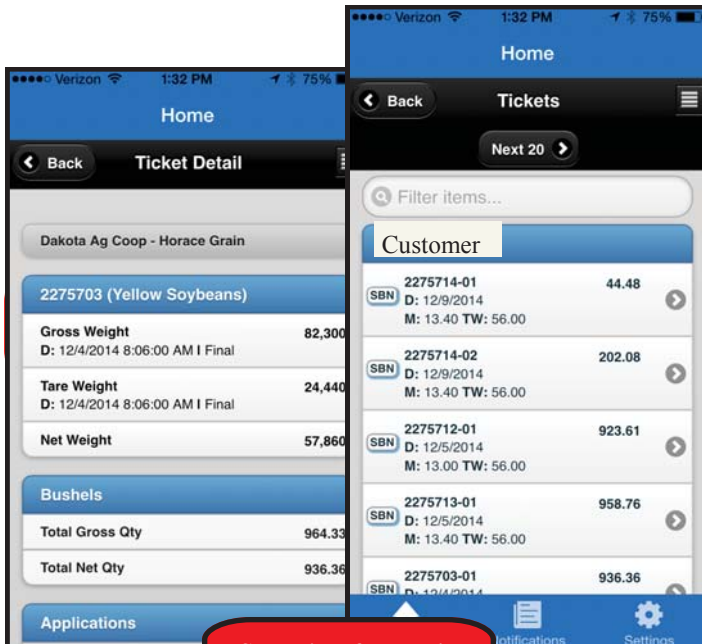 Verizon 1:32 PM 75%
Home
Back Ticket Detail
Dakota Ag Coop - Horace Grain
2275703 (Yellow Soybeans)
Gross Weight 82,300
D: 12/4/2014 8:06:00 AM I Final
Tare Weight 24,440
D: 12/4/2014 8:06:00 AM I Final
Net Weight 57,860
Bushels
Total Gross Qty 964.33
Total Net Qty 936.36
Applications
Verizon 1:32 PM 75%
Home
Back Tickets
Next 20
Filter items...
Customer
2275714-01 44.48
SBN D: 12/9/2014
M: 13.40 TW: 56.00
2275714-02 202.08
SBN D: 12/9/2014
M: 13.40 TW: 56.00
2275712-01 923.61
SBN D: 12/5/2014
M: 13.00 TW: 56.00
2275713-01 958.76
SBN D: 12/5/2014
M: 13.40 TW: 56.00
2275703-01 936.36
SBN D: 12/4/2014
Notifications Settings